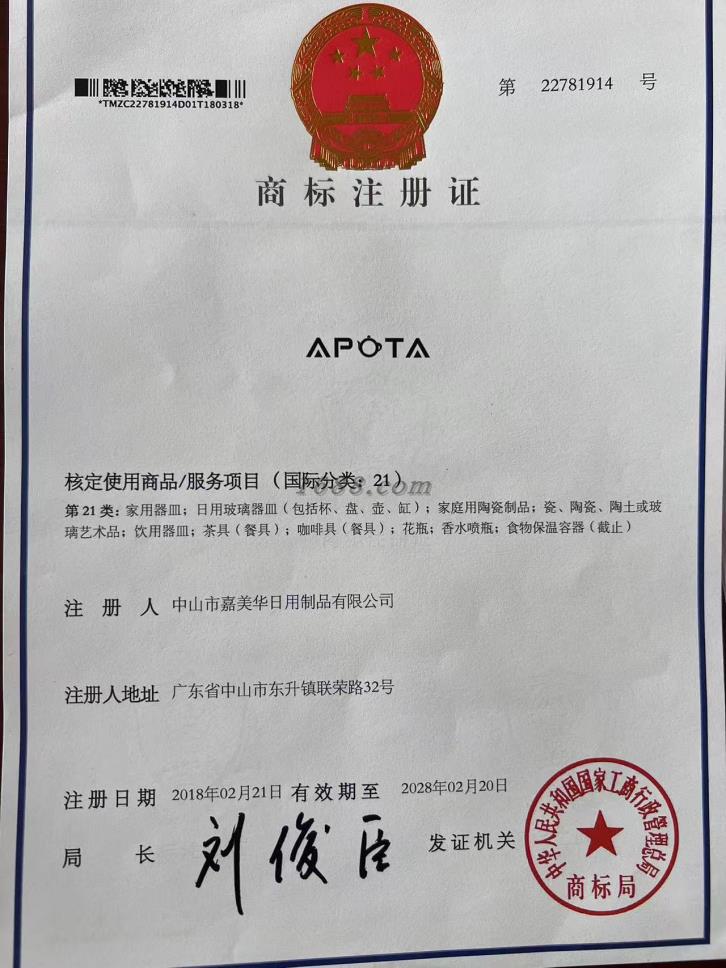 *TMZC22781914D01T180318*
第 22781914 号
商标注册证
APOTA
核定使用商品/服务项目（国际分类：21）
1688.com
第21类：家用器皿；日用玻璃器皿（包括杯、盘、壶、缸）；家庭用陶瓷制品；瓷、陶瓷、陶土或玻
璃艺术品；饮用器皿；茶具（餐具）；咖啡具（餐具）；花瓶；香水喷瓶；食物保温容器（截止）
注册人 中山市嘉美华日用制品有限公司
注册人地址 广东省中山市东升镇联荣路32号
注册日期 2018年02月21日 有效期至 2028年02月20日
局长 刘俊臣 发证机关
中华人民共和国国家工商行政管理总局
商标局